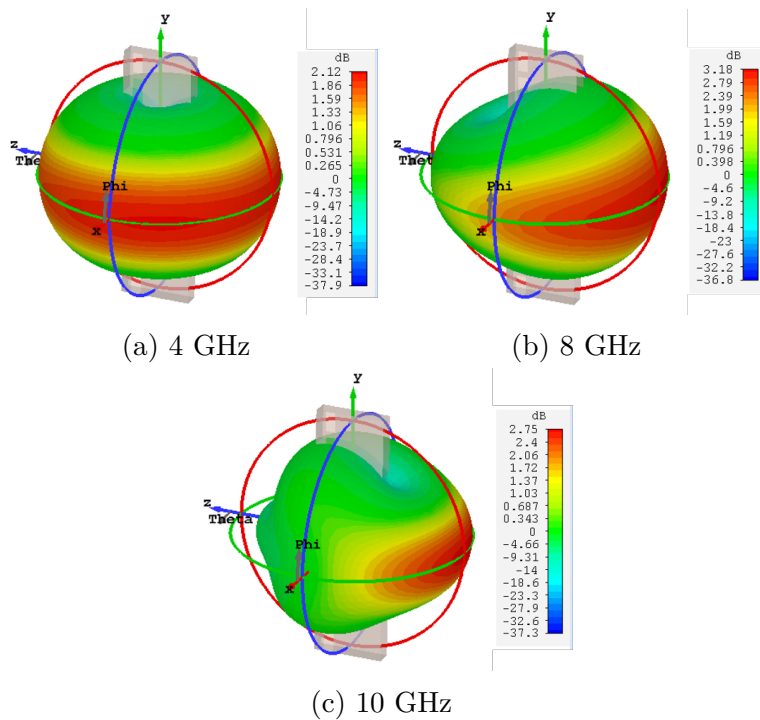 y
dB
2.12
1.86
1.59
1.33
1.06
0.796
0.531
0.265
0
-4.73
-9.47
-14.2
-18.9
-23.7
-28.4
-33.1
-37.9
z
The
Phi
x
(a) 4 GHz
y
dB
3.18
2.79
2.39
1.99
1.59
1.19
0.796
0.398
0
-4.6
-9.2
-13.8
-18.4
-23
-27.6
-32.2
-36.8
z
Thet
Phi
x
(b) 8 GHz
y
dB
2.75
2.4
2.06
1.72
1.37
1.03
0.687
0.343
0
-4.66
-9.31
-14
-18.6
-23.3
-27.9
-32.6
-37.3
z
Theta
Phi
x
(c) 10 GHz